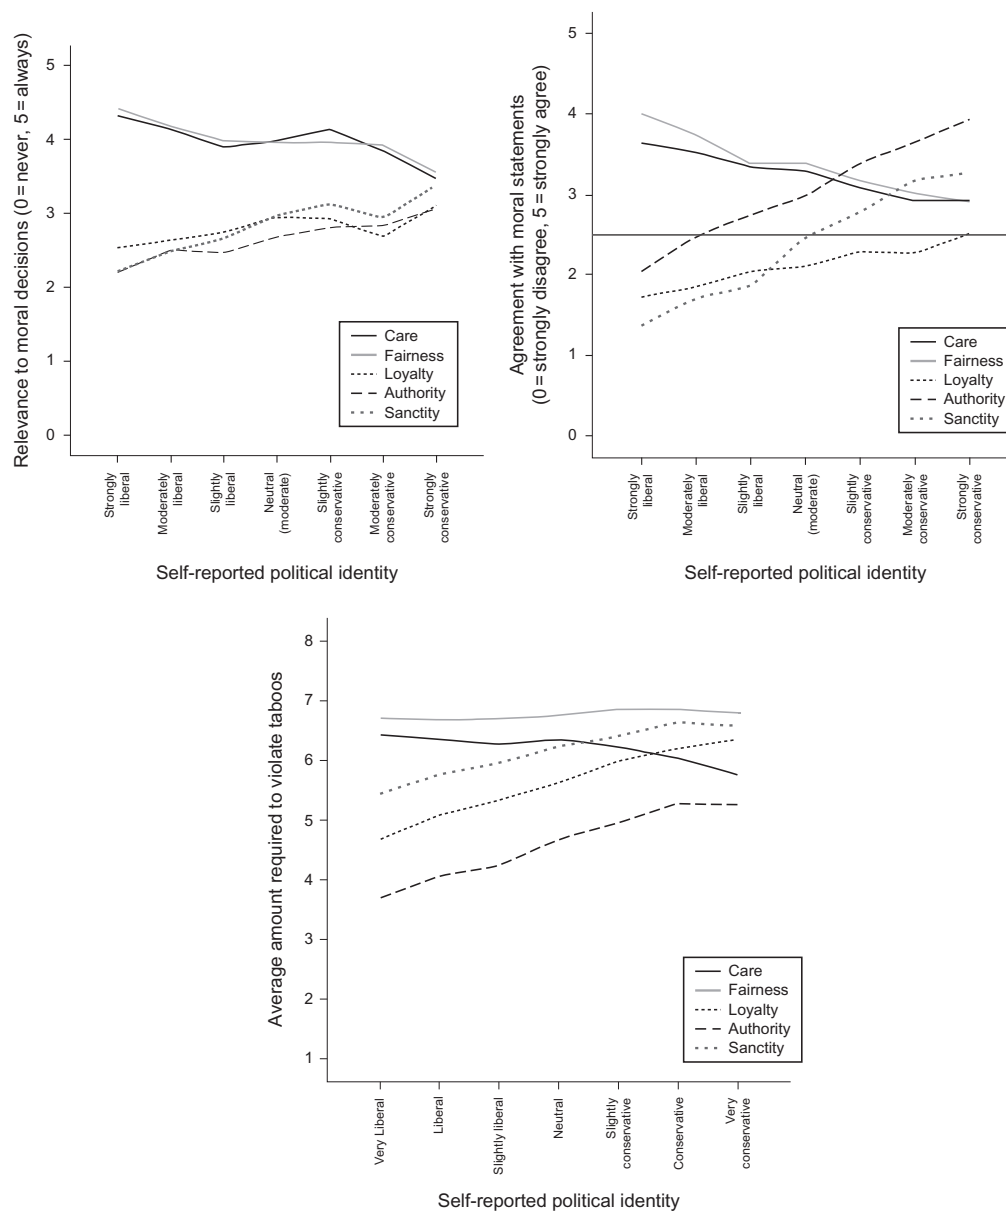 Relevance to moral decisions (0 = never, 5 = always)
5
4
3
2
1
0
Care
Fairness
Loyalty
Authority
Sanctity
Strongly
liberal
Moderately
liberal
Slightly
liberal
Neutral
(moderate)
Slightly
conservative
Moderately
conservative
Strongly
conservative
Self-reported political identity
Agreement with moral statements
(0 = strongly disagree, 5 = strongly agree)
5
4
3
2
1
0
Care
Fairness
Loyalty
Authority
Sanctity
Strongly
liberal
Moderately
liberal
Slightly
liberal
Neutral
(moderate)
Slightly
conservative
Moderately
conservative
Strongly
conservative
Self-reported political identity
Average amount required to violate taboos
8
7
6
5
4
3
2
1
Care
Fairness
Loyalty
Authority
Sanctity
Very Liberal
Liberal
Slightly liberal
Neutral
Slightly
conservative
Conservative
Very
conservative
Self-reported political identity